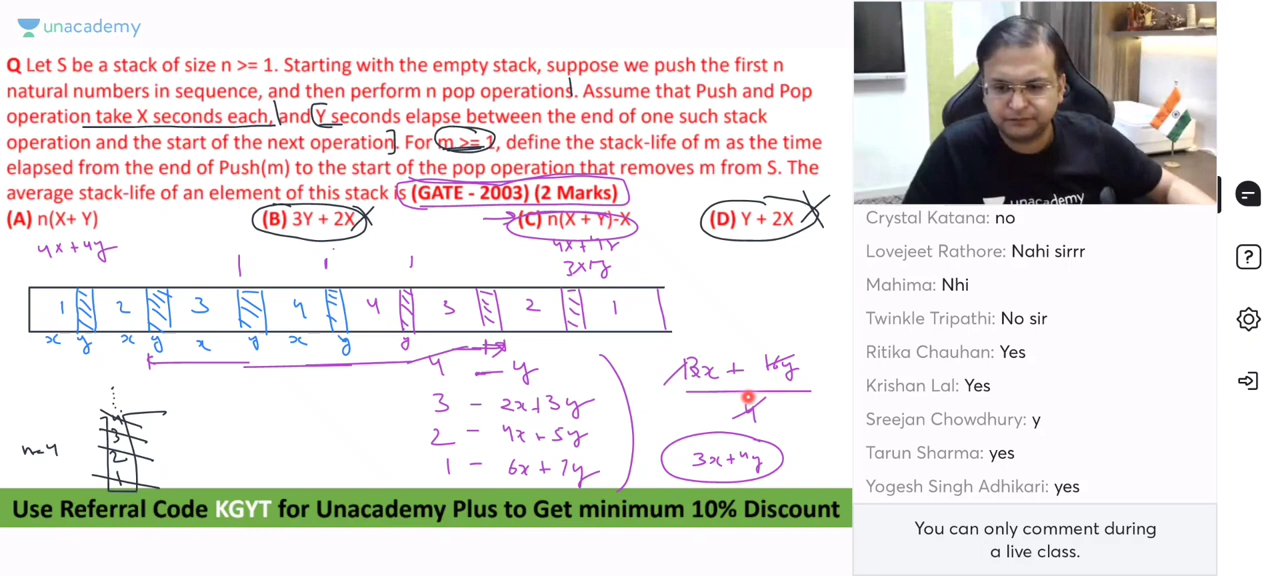 unacademy
Q Let S be a stack of size n >= 1. Starting with the empty stack, suppose we push the first n
natural numbers in sequence, and then perform n pop operations. Assume that Push and Pop
operation take X seconds each, and Y seconds elapse between the end of one such stack
operation and the start of the next operation. For m >= 1, define the stack-life of m as the time
elapsed from the end of Push(m) to the start of the pop operation that removes m from S. The
average stack-life of an element of this stack is (GATE - 2003) (2 Marks)
(A) n(X+ Y) (B) 3Y + 2X (C) n(X + Y)-X (D) Y + 2X
4x+4y 4x+4y
3x+y
1 2 3 4 4 3 2 1
x y x y x y x y y
4 - y
3 - 2x+3y
2 - 4x+5y
1 - 6x+7y
12x + 16y
4
3x+4y
n=4
4
3
2
1
Use Referral Code KGYT for Unacademy Plus to Get minimum 10% Discount
unacademy
Crystal Katana: no
Lovejeet Rathore: Nahi sirrr
Mahima: Nhi
Twinkle Tripathi: No sir
Ritika Chauhan: Yes
Krishan Lal: Yes
Sreejan Chowdhury: y
Tarun Sharma: yes
Yogesh Singh Adhikari: yes
You can only comment during
a live class.
?